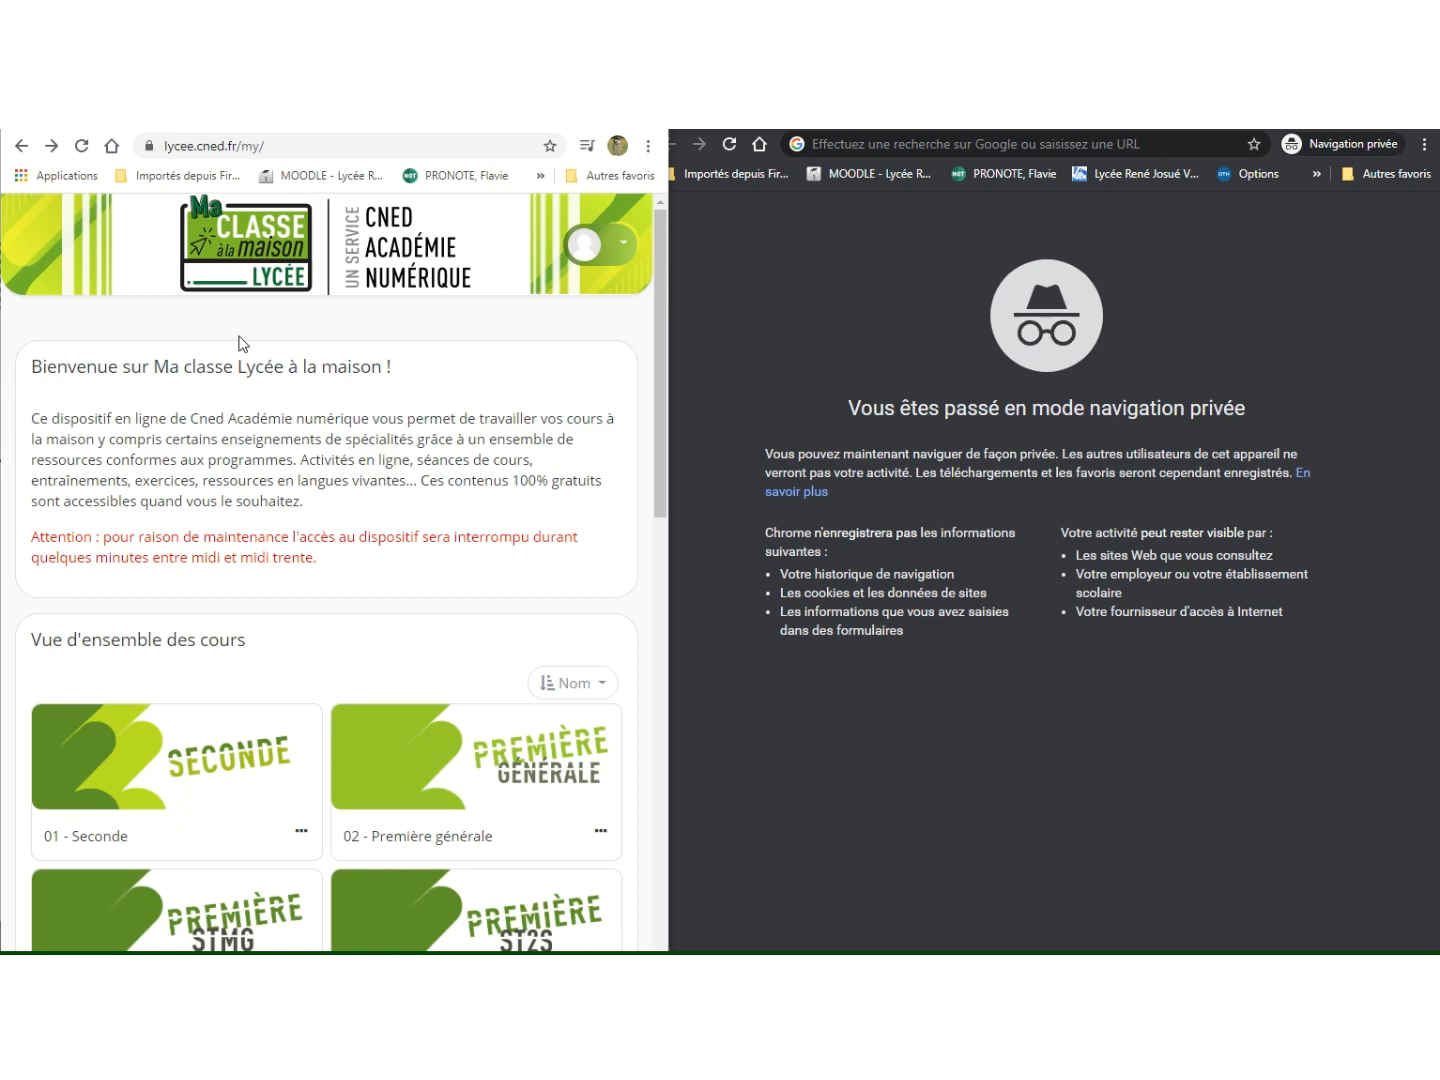 lycee.cned.fr/my/
Applications
Importés depuis Fir...
MOODLE - Lycée R...
PRONOTE, Flavie
»
Autres favoris
Ma
CLASSE
à la maison
LYCÉE
UN SERVICE
CNED
ACADÉMIE
NUMÉRIQUE
Bienvenue sur Ma classe Lycée à la maison !
Ce dispositif en ligne de Cned Académie numérique vous permet de travailler vos cours à
la maison y compris certains enseignements de spécialités grâce à un ensemble de
ressources conformes aux programmes. Activités en ligne, séances de cours,
entraînements, exercices, ressources en langues vivantes... Ces contenus 100% gratuits
sont accessibles quand vous le souhaitez.
Attention : pour raison de maintenance l'accès au dispositif sera interrompu durant
quelques minutes entre midi et midi trente.
Vue d'ensemble des cours
Nom
SECONDE
01 - Seconde
PREMIÈRE
GÉNÉRALE
02 - Première générale
PREMIÈRE
STMG
PREMIÈRE
ST2S
Effectuez une recherche sur Google ou saisissez une URL
Navigation privée
Importés depuis Fir...
MOODLE - Lycée R...
NOT
PRONOTE, Flavie
Lycée René Josué V...
OTH
Options
»
Autres favoris
Vous êtes passé en mode navigation privée
Vous pouvez maintenant naviguer de façon privée. Les autres utilisateurs de cet appareil ne
verront pas votre activité. Les téléchargements et les favoris seront cependant enregistrés. En
savoir plus
Chrome n'enregistrera pas les informations
suivantes :
• Votre historique de navigation
• Les cookies et les données de sites
• Les informations que vous avez saisies
dans des formulaires
Votre activité peut rester visible par :
• Les sites Web que vous consultez
• Votre employeur ou votre établissement
scolaire
• Votre fournisseur d'accès à Internet